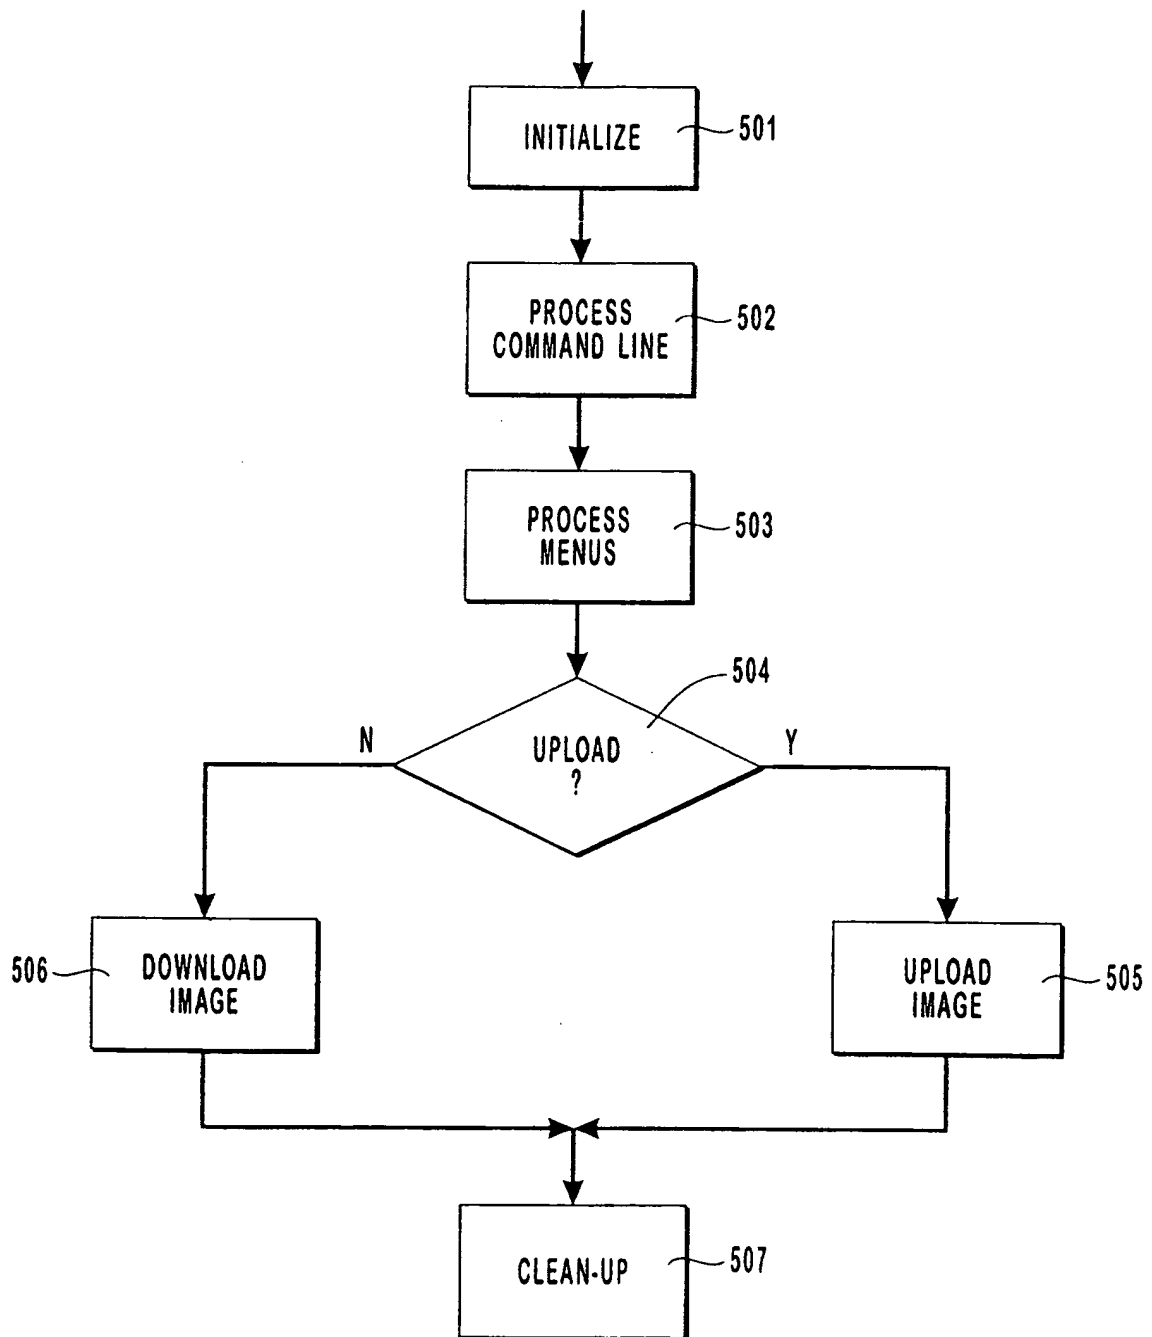 INITIALIZE
501
PROCESS
COMMAND LINE
502
PROCESS
MENUS
503
504
N
UPLOAD
?
Y
506
DOWNLOAD
IMAGE
UPLOAD
IMAGE
505
CLEAN-UP
507